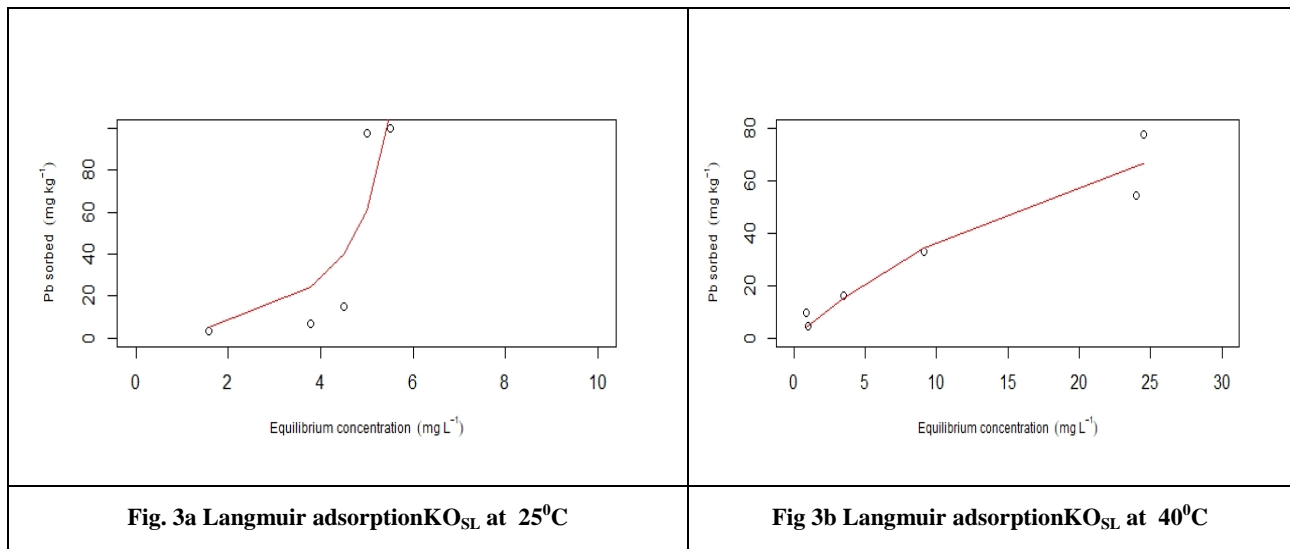 Pb sorbed (mg kg⁻¹)
80
60
40
20
0
0 2 4 6 8 10
Equilibrium concentration (mg L⁻¹)
Fig. 3a Langmuir adsorptionKO_SL at 25⁰C
Pb sorbed (mg kg⁻¹)
80
60
40
20
0
0 5 10 15 20 25 30
Equilibrium concentration (mg L⁻¹)
Fig 3b Langmuir adsorptionKO_SL at 40⁰C